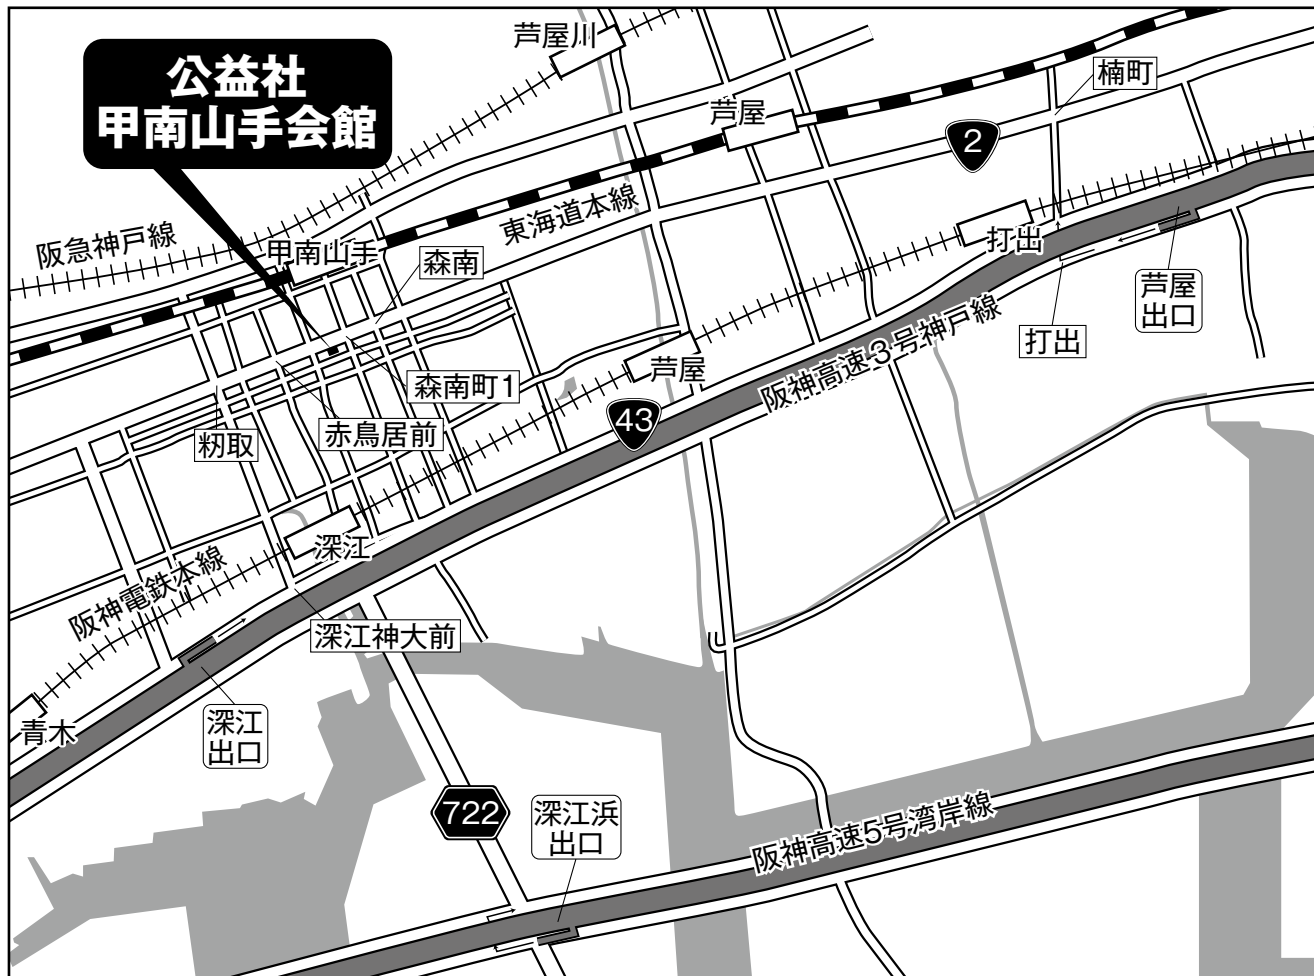 芦屋川
公益社
甲南山手会館
楠町
芦屋
2
東海道本線
阪急神戸線
甲南山手
森南
打出
芦屋
出口
打出
阪神高速3号神戸線
芦屋
森南町1
43
赤鳥居前
籾取
深江
阪神電鉄本線
深江神大前
深江
出口
青木
722
深江浜
出口
阪神高速5号湾岸線